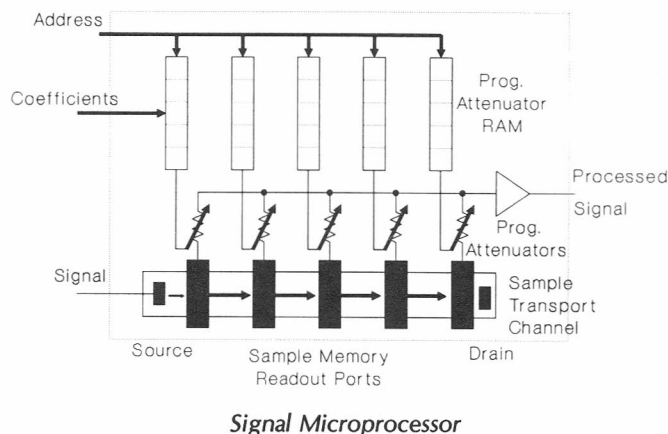 Address
Coefficients
Prog.
Attenuator
RAM
Processed
Signal
Prog.
Attenuators
Signal
Sample
Transport
Channel
Source
Sample Memory
Readout Ports
Drain
Signal Microprocessor